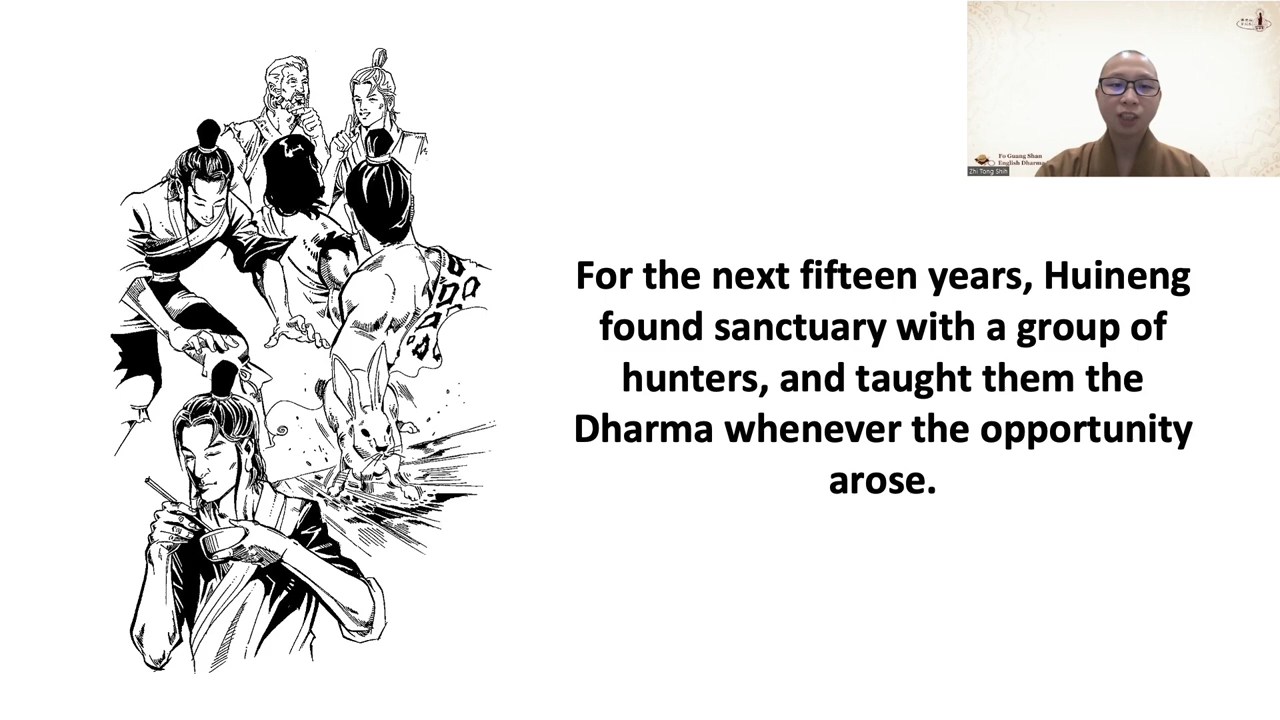 Fo Guang Shan
English Dharma
Zhi Tong Shih
For the next fifteen years, Huineng
found sanctuary with a group of
hunters, and taught them the
Dharma whenever the opportunity
arose.